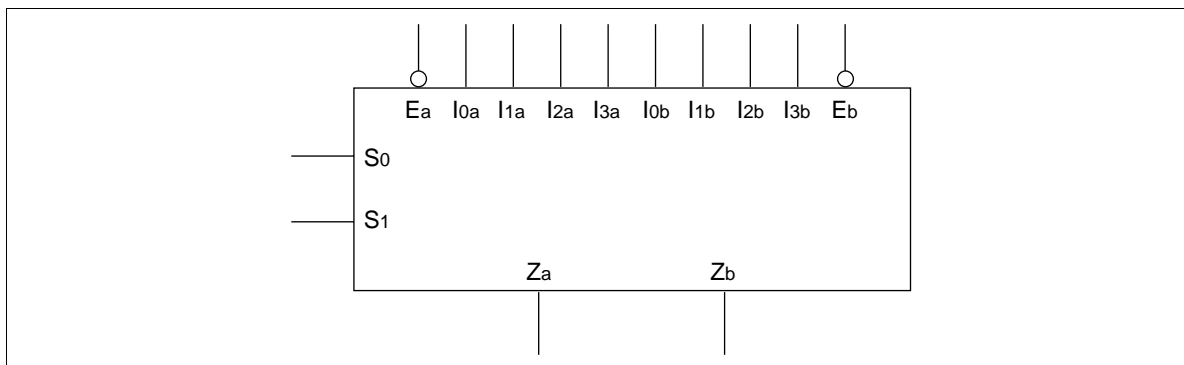 Ea I0a I1a I2a I3a I0b I1b I2b I3b Eb
S0
S1
Za Zb